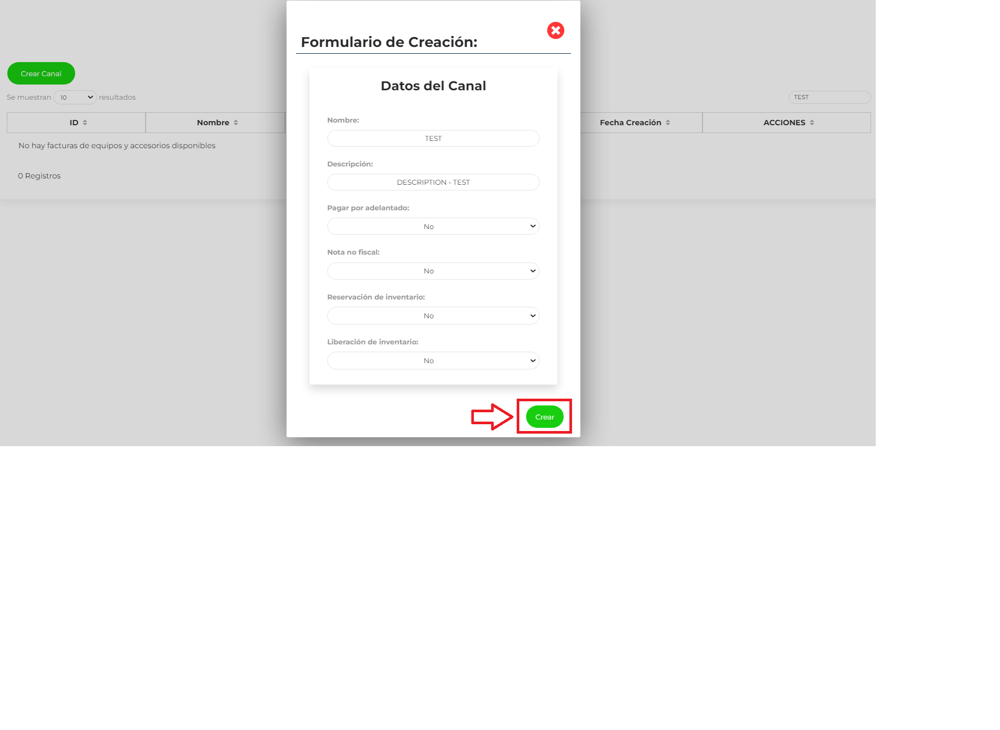 Formulario de Creación:
Crear Canal
Se muestran 10 resultados
TEST
ID
Nombre
Fecha Creación
ACCIONES
No hay facturas de equipos y accesorios disponibles
0 Registros
Datos del Canal
Nombre:
TEST
Descripción:
DESCRIPTION - TEST
Pagar por adelantado:
No
Nota no fiscal:
No
Reservación de inventario:
No
Liberación de inventario:
No
Crear